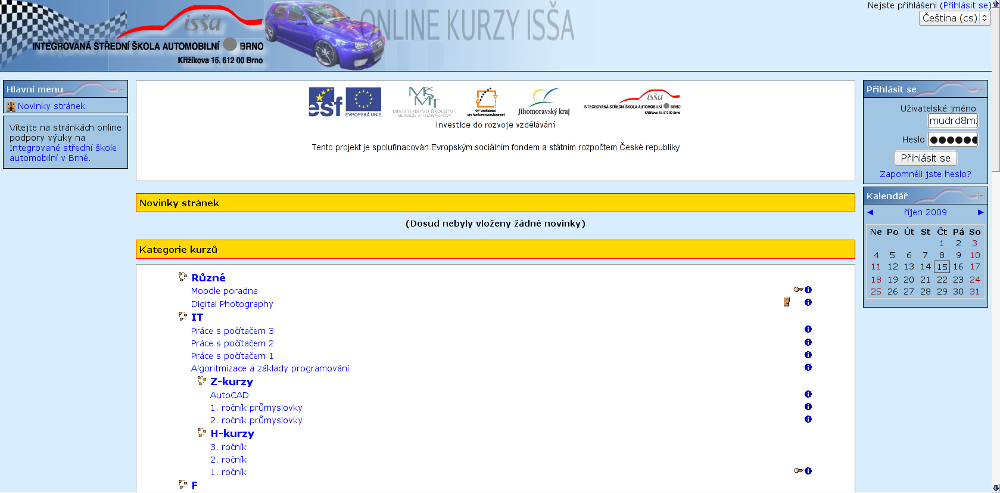 Nejste přihlášeni (Přihlásit se)
Čeština (cs)
ONLINE KURZY ISŠA
isša
INTEGROVANÁ STŘEDNÍ ŠKOLA AUTOMOBILNÍ BRNO
Křižíkova 15, 612 00 Brno
Hlavní menu
Novinky stránek
Vítejte na stránkách online
podpory výuky na
Integrované střední škole
automobilní v Brně.
esf
EVROPSKÁ UNIE
MINISTERSTVO ŠKOLSTVÍ,
Jihomoravský kraj
isša
Investice do rozvoje vzdělávání
Tento projekt je spolufinacován Evropským sociálním fondem a státním rozpočtem České republiky
Novinky stránek
(Dosud nebyly vloženy žádné novinky)
Kategorie kurzů
Různé
Moodle poradna
Digital Photography
IT
Práce s počítačem 3
Práce s počítačem 2
Práce s počítačem 1
Algoritmizace a základy programování
Z-kurzy
AutoCAD
1. ročník průmyslovky
2. ročník průmyslovky
H-kurzy
3. ročník
2. ročník
1. ročník
F
Přihlásit se
Uživatelské jméno
mudrd8m
Heslo
Přihlásit se
Zapomněli jste heslo?
Kalendář
říjen 2009
Ne Po Út St Čt Pá So
1 2 3
4 5 6 7 8 9 10
11 12 13 14 15 16 17
18 19 20 21 22 23 24
25 26 27 28 29 30 31